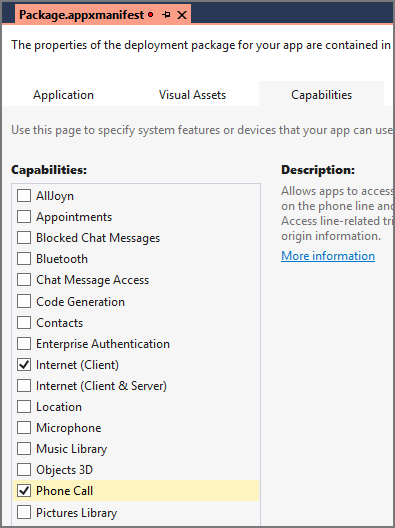 Package.appxmanifest
The properties of the deployment package for your app are contained in
Application Visual Assets Capabilities
Use this page to specify system features or devices that your app can use
Capabilities:
AllJoyn
Appointments
Blocked Chat Messages
Bluetooth
Chat Message Access
Code Generation
Contacts
Enterprise Authentication
Internet (Client)
Internet (Client & Server)
Location
Microphone
Music Library
Objects 3D
Phone Call
Pictures Library
Description:
Allows apps to access
on the phone line and
Access line-related tri
origin information.
More information